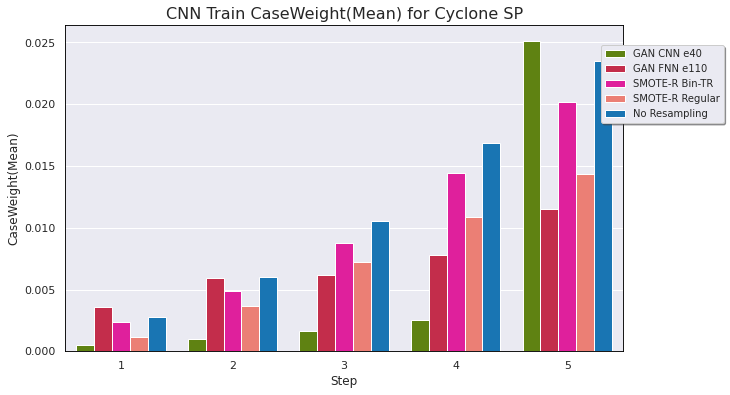 CNN Train CaseWeight(Mean) for Cyclone SP
CaseWeight(Mean)
0.025
0.020
0.015
0.010
0.005
0.000
1 2 3 4 5
Step
GAN CNN e40
GAN FNN e110
SMOTE-R Bin-TR
SMOTE-R Regular
No Resampling